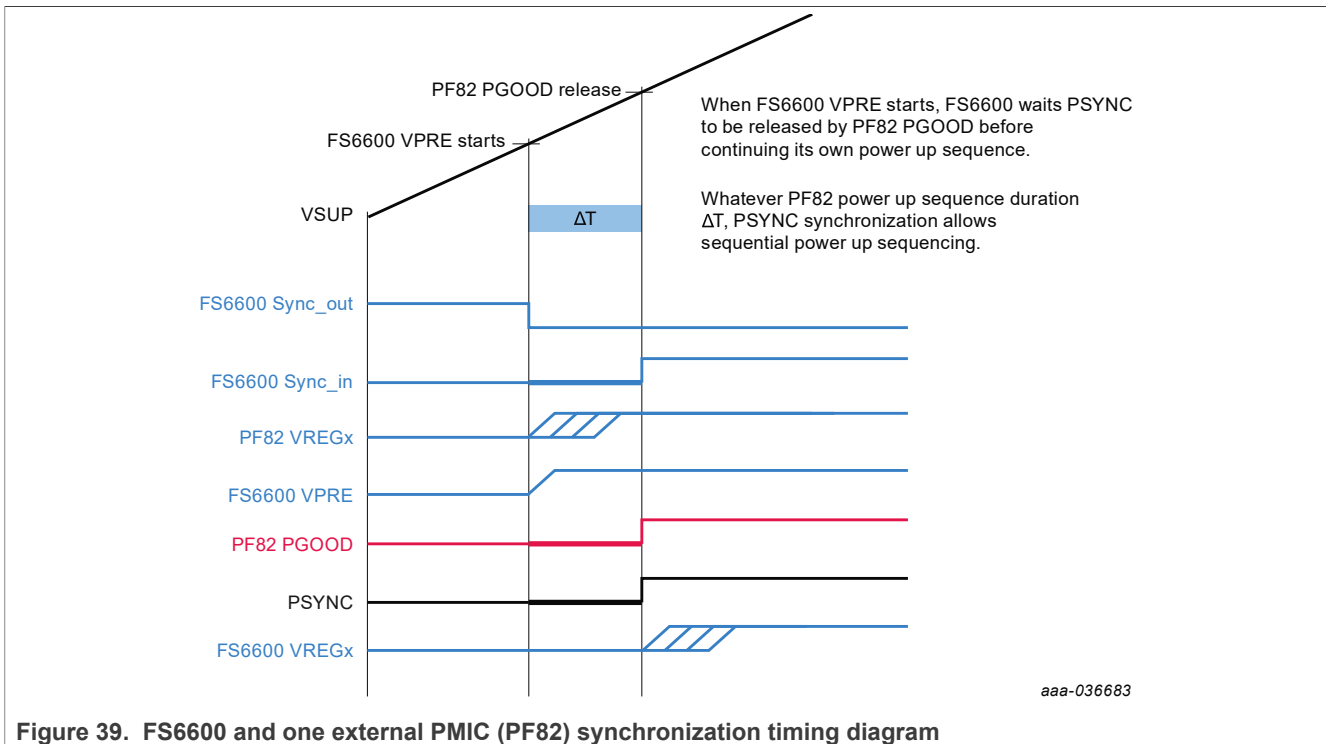 PF82 PGOOD release
FS6600 VPRE starts
VSUP
ΔT
When FS6600 VPRE starts, FS6600 waits PSYNC
to be released by PF82 PGOOD before
continuing its own power up sequence.
Whatever PF82 power up sequence duration
ΔT, PSYNC synchronization allows
sequential power up sequencing.
FS6600 Sync_out
FS6600 Sync_in
PF82 VREGx
FS6600 VPRE
PF82 PGOOD
PSYNC
FS6600 VREGx
aaa-036683
Figure 39. FS6600 and one external PMIC (PF82) synchronization timing diagram